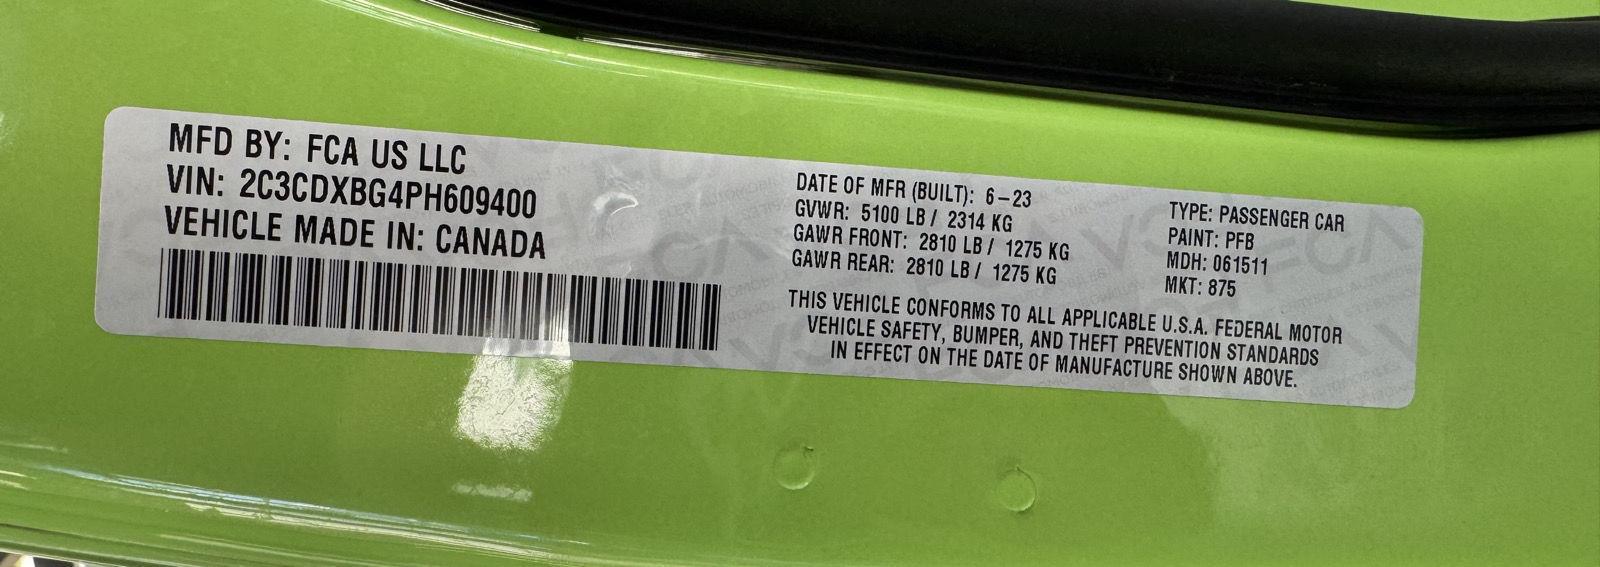 MFD BY: FCA US LLC
VIN: 2C3CDXBG4PH609400
VEHICLE MADE IN: CANADA
DATE OF MFR (BUILT): 6-23
GVWR: 5100 LB / 2314 KG
GAWR FRONT: 2810 LB / 1275 KG
GAWR REAR: 2810 LB / 1275 KG
TYPE: PASSENGER CAR
PAINT: PFB
MDH: 061511
MKT: 875
THIS VEHICLE CONFORMS TO ALL APPLICABLE U.S.A. FEDERAL MOTOR
VEHICLE SAFETY, BUMPER, AND THEFT PREVENTION STANDARDS
IN EFFECT ON THE DATE OF MANUFACTURE SHOWN ABOVE.